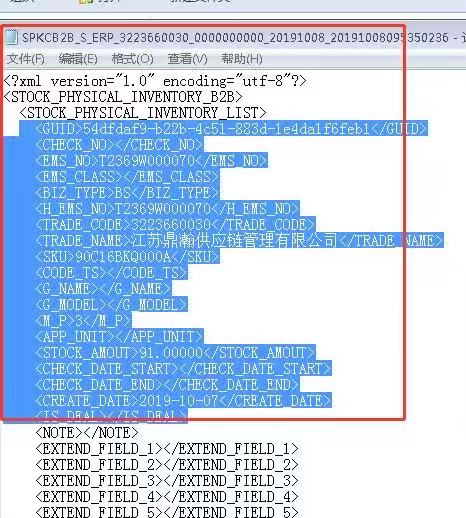 SPKCB2B_S_ERP_3223660030_0000000000_20191008_20191008095350236 -
文件(F) 编辑(E) 格式(O) 查看(V) 帮助(H)
<?xml version="1.0" encoding="utf-8"?>
<STOCK_PHYSICAL_INVENTORY_B2B>
<STOCK_PHYSICAL_INVENTORY_LIST>
<GUID>54dfdaf9-b22b-4c51-883d-1e4da1f6feb1</GUID>
<CHECK_NO></CHECK_NO>
<EMS_NO>T2369W000070</EMS_NO>
<EMS_CLASS></EMS_CLASS>
<BIZ_TYPE>BS</BIZ_TYPE>
<H_EMS_NO>T2369W000070</H_EMS_NO>
<TRADE_CODE>3223660030</TRADE_CODE>
<TRADE_NAME>江苏鼎瀚供应链管理有限公司</TRADE_NAME>
<SKU>90C16BKQ000A</SKU>
<CODE_TS></CODE_TS>
<G_NAME></G_NAME>
<G_MODEL></G_MODEL>
<M_P>3</M_P>
<APP_UNIT></APP_UNIT>
<STOCK_AMOUT>91.00000</STOCK_AMOUT>
<CHECK_DATE_START></CHECK_DATE_START>
<CHECK_DATE_END></CHECK_DATE_END>
<CREATE_DATE>2019-10-07</CREATE_DATE>
<IS_DEAL></IS_DEAL>
<NOTE></NOTE>
<EXTEND_FIELD_1></EXTEND_FIELD_1>
<EXTEND_FIELD_2></EXTEND_FIELD_2>
<EXTEND_FIELD_3></EXTEND_FIELD_3>
<EXTEND_FIELD_4></EXTEND_FIELD_4>
<EXTEND_FIELD_5></EXTEND_FIELD_5>